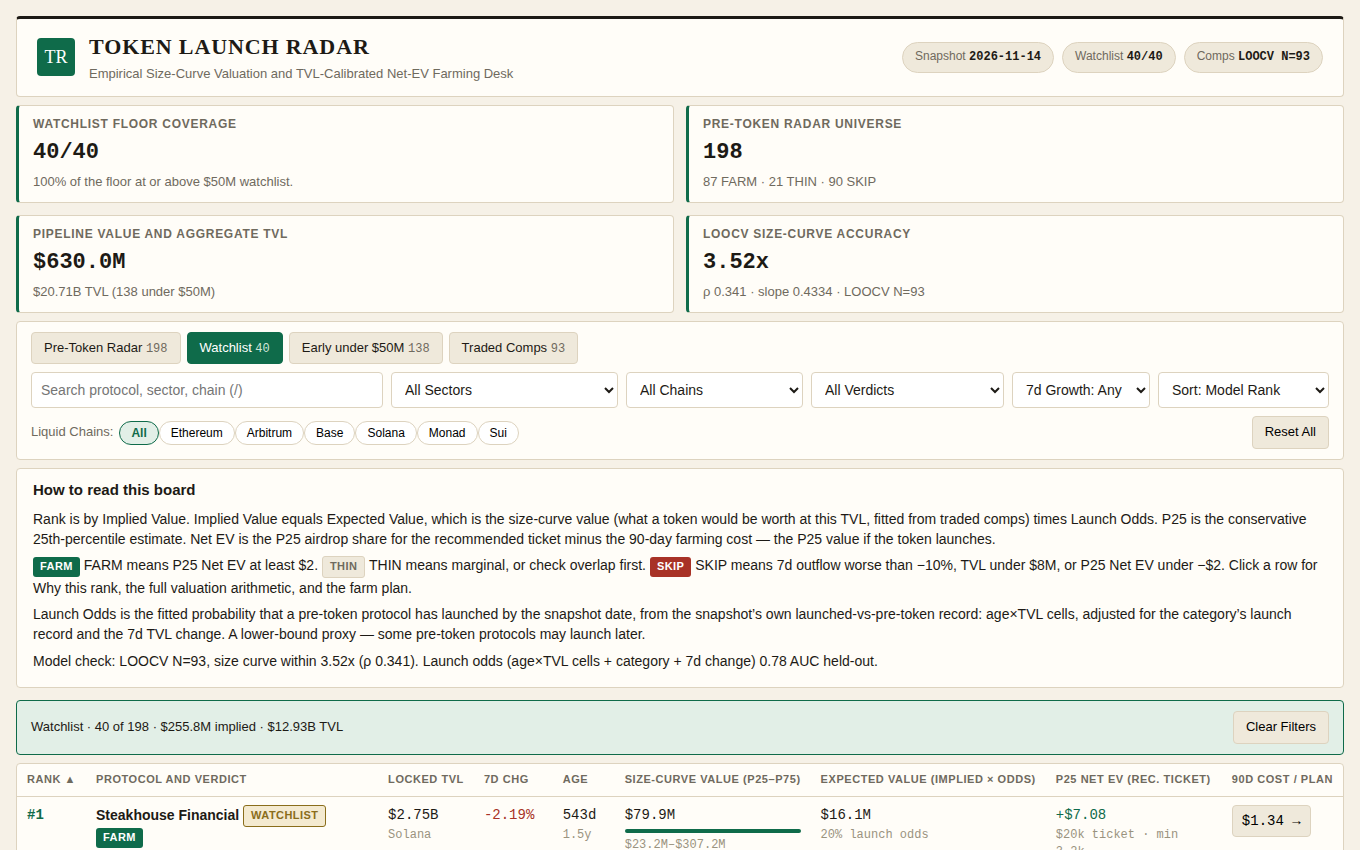 TR
TOKEN LAUNCH RADAR
Empirical Size-Curve Valuation and TVL-Calibrated Net-EV Farming Desk
Snapshot 2026-11-14
Watchlist 40/40
Comps LOOCV N=93
WATCHLIST FLOOR COVERAGE
40/40
100% of the floor at or above $50M watchlist.
PRE-TOKEN RADAR UNIVERSE
198
87 FARM · 21 THIN · 90 SKIP
PIPELINE VALUE AND AGGREGATE TVL
$630.0M
$20.71B TVL (138 under $50M)
LOOCV SIZE-CURVE ACCURACY
3.52x
ρ 0.341 · slope 0.4334 · LOOCV N=93
Pre-Token Radar 198
Watchlist 40
Early under $50M 138
Traded Comps 93
Search protocol, sector, chain (/)
All Sectors
All Chains
All Verdicts
7d Growth: Any
Sort: Model Rank
Liquid Chains: All Ethereum Arbitrum Base Solana Monad Sui
Reset All
How to read this board
Rank is by Implied Value. Implied Value equals Expected Value, which is the size-curve value (what a token would be worth at this TVL, fitted from traded comps) times Launch Odds. P25 is the conservative
25th-percentile estimate. Net EV is the P25 airdrop share for the recommended ticket minus the 90-day farming cost — the P25 value if the token launches.
FARM FARM means P25 Net EV at least $2. THIN THIN means marginal, or check overlap first. SKIP SKIP means 7d outflow worse than −10%, TVL under $8M, or P25 Net EV under −$2. Click a row for
Why this rank, the full valuation arithmetic, and the farm plan.
Launch Odds is the fitted probability that a pre-token protocol has launched by the snapshot date, from the snapshot's own launched-vs-pre-token record: age×TVL cells, adjusted for the category's launch
record and the 7d TVL change. A lower-bound proxy — some pre-token protocols may launch later.
Model check: LOOCV N=93, size curve within 3.52x (ρ 0.341). Launch odds (age×TVL cells + category + 7d change) 0.78 AUC held-out.
Watchlist · 40 of 198 · $255.8M implied · $12.93B TVL
Clear Filters
RANK ▲ PROTOCOL AND VERDICT LOCKED TVL 7D CHG AGE SIZE-CURVE VALUE (P25–P75) EXPECTED VALUE (IMPLIED × ODDS) P25 NET EV (REC. TICKET) 90D COST / PLAN
#1 Steakhouse Financial WATCHLIST $2.75B -2.19% 543d $79.9M $16.1M +$7.08 $1.34 →
FARM Solana 1.5y $23.2M–$307.2M 20% launch odds $20k ticket · min